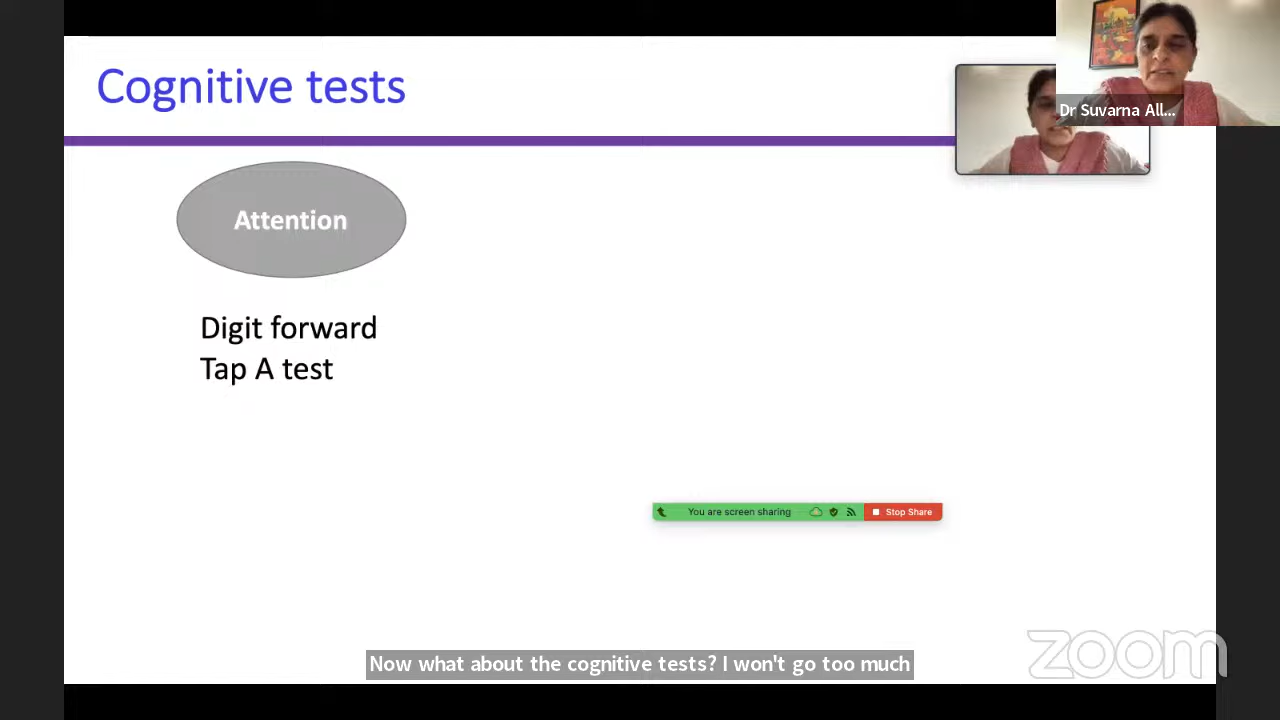 Cognitive tests
Dr Suvarna All...
Attention
Digit forward
Tap A test
You are screen sharing
Stop Share
zoom
Now what about the cognitive tests? I won't go too much